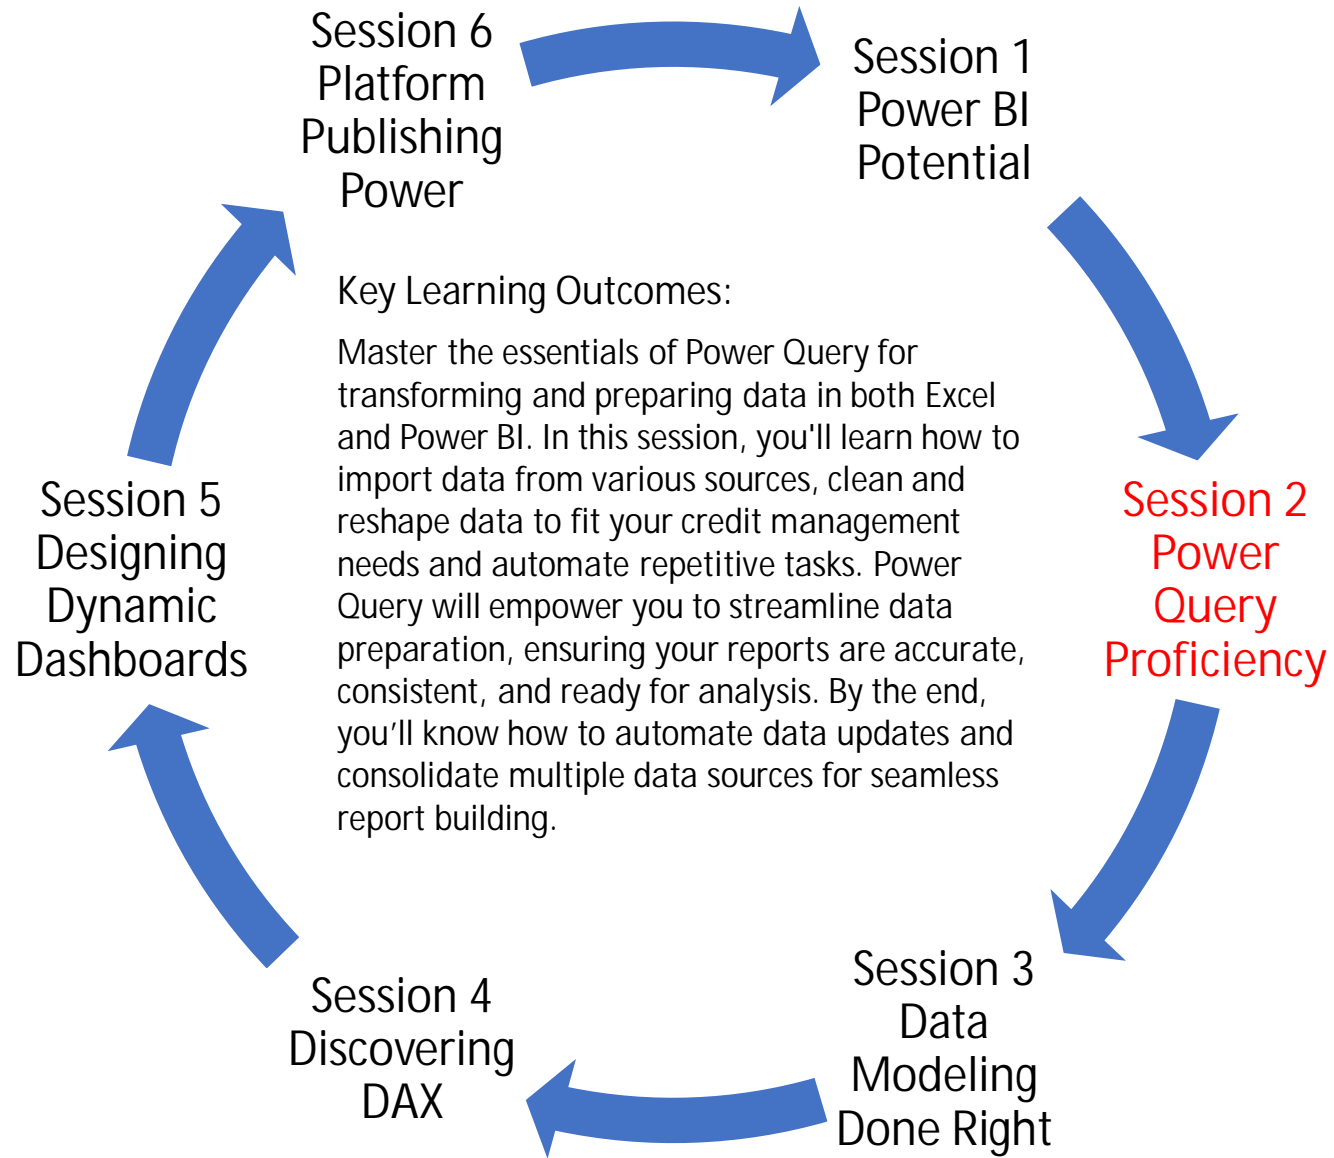 Session 6
Platform
Publishing
Power
Session 1
Power BI
Potential
Key Learning Outcomes:
Master the essentials of Power Query for
transforming and preparing data in both Excel
and Power BI. In this session, you'll learn how to
import data from various sources, clean and
reshape data to fit your credit management
needs and automate repetitive tasks. Power
Query will empower you to streamline data
preparation, ensuring your reports are accurate,
consistent, and ready for analysis. By the end,
you’ll know how to automate data updates and
consolidate multiple data sources for seamless
report building.
Session 2
Power
Query
Proficiency
Session 3
Data
Modeling
Done Right
Session 4
Discovering
DAX
Session 5
Designing
Dynamic
Dashboards